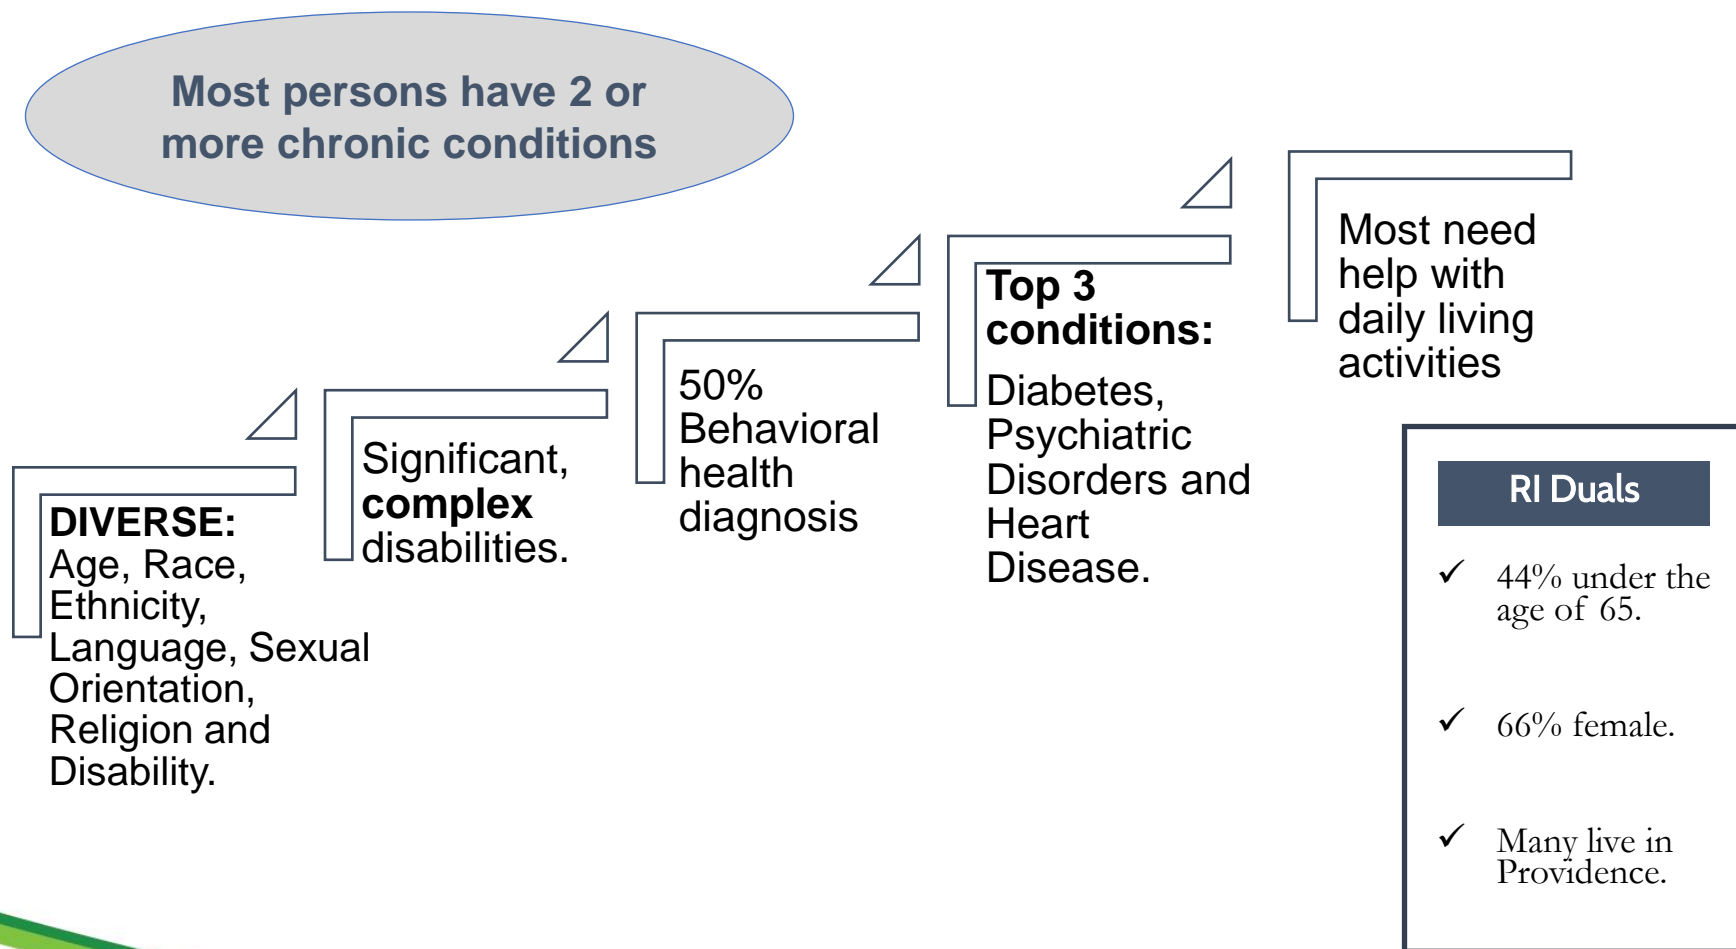 Most persons have 2 or
more chronic conditions
DIVERSE:
Age, Race,
Ethnicity,
Language, Sexual
Orientation,
Religion and
Disability.
Significant,
complex
disabilities.
50%
Behavioral
health
diagnosis
Top 3
conditions:
Diabetes,
Psychiatric
Disorders and
Heart
Disease.
Most need
help with
daily living
activities
RI Duals
✓ 44% under the
age of 65.
✓ 66% female.
✓ Many live in
Providence.